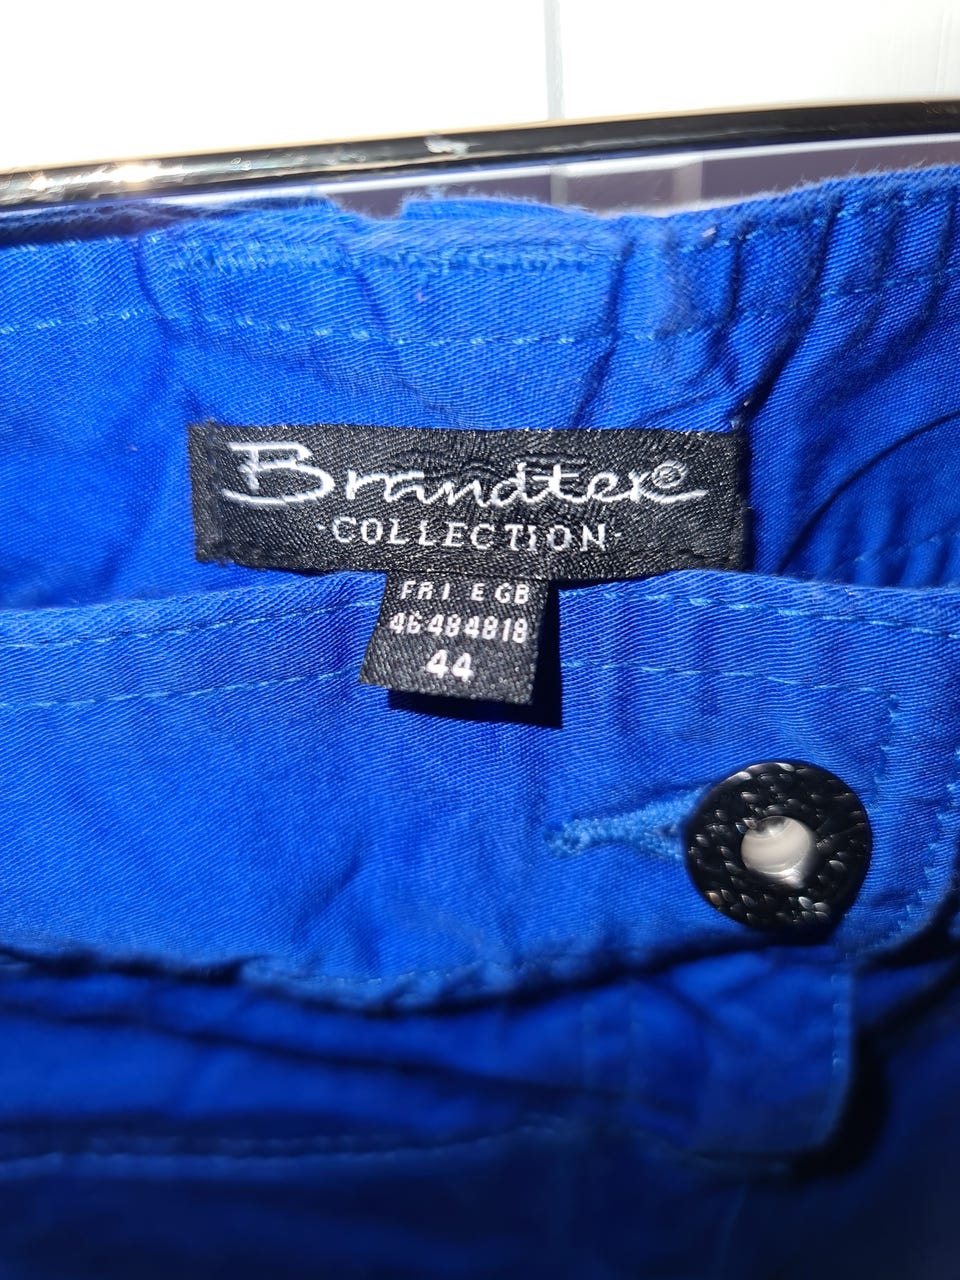 Brandtex®
COLLECTION
FR I E GB
46 48 48 18
44